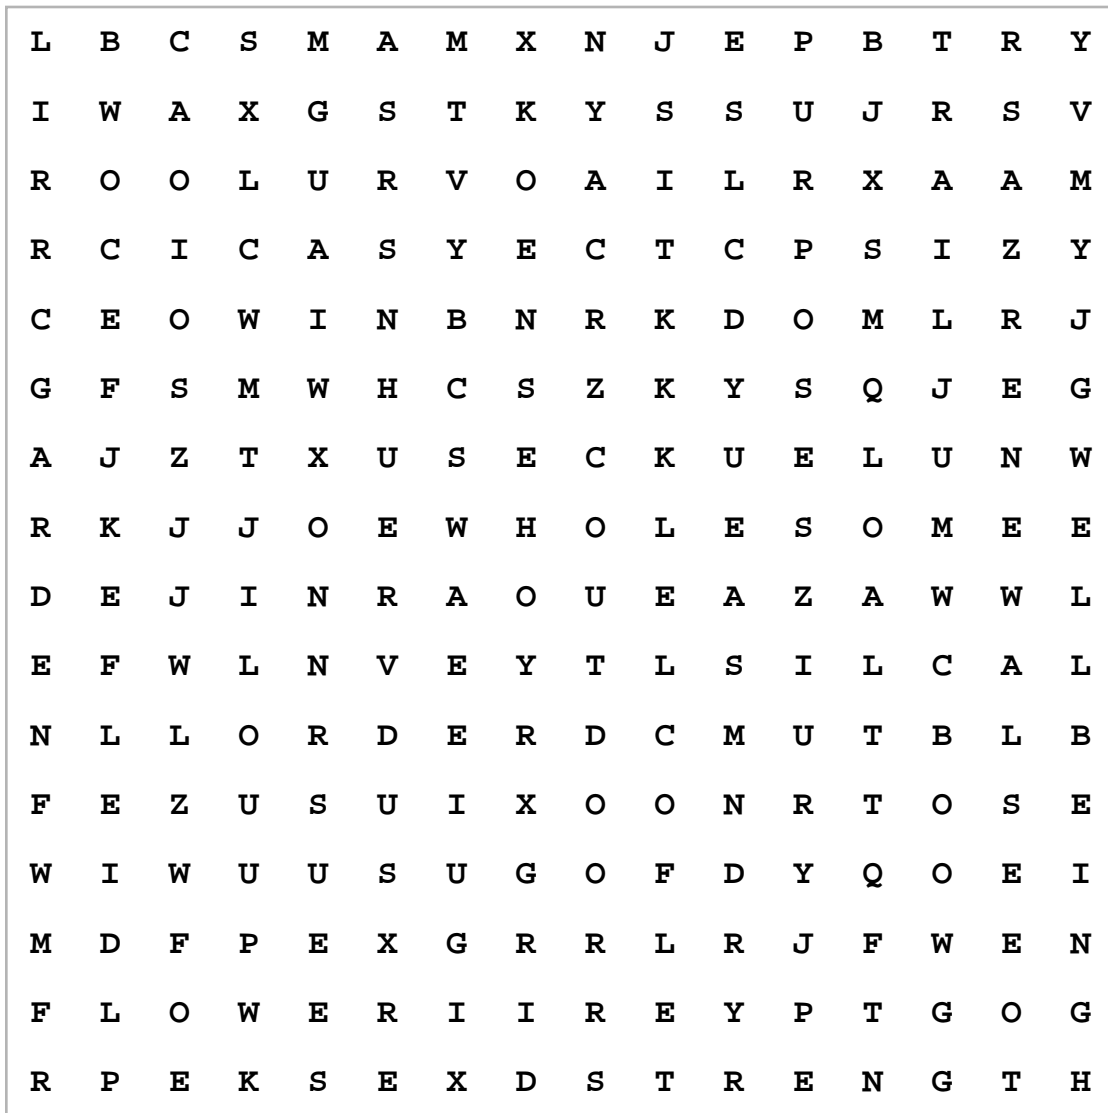 L B C S M A M X N J E P B T R Y
I W A X G S T K Y S S U J R S V
R O O L U R V O A I L R X A A M
R C I C A S Y E C T C P S I Z Y
C E O W I N B N R K D O M L R J
G F S M W H C S Z K Y S Q J E G
A J Z T X U S E C K U E L U N W
R K J J O E W H O L E S O M E E
D E J I N R A O U E A Z A W W L
E F W L N V E Y T L S I L C A L
N L L O R D E R D C M U T B L B
F E Z U S U I X O O N R T O S E
W I W U U S U G O F D Y Q O E I
M D F P E X G R R L R J F W E N
F L O W E R I I R E Y P T G O G
R P E K S E X D S T R E N G T H